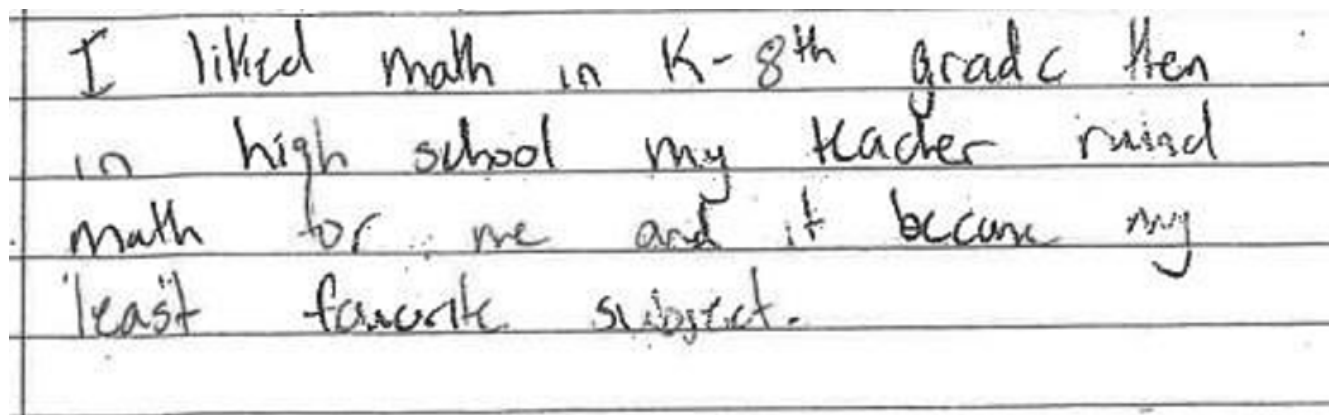 I liked math in K-8th grade then
in high school my teacher ruind
math for me and it became my
least favorite subject.